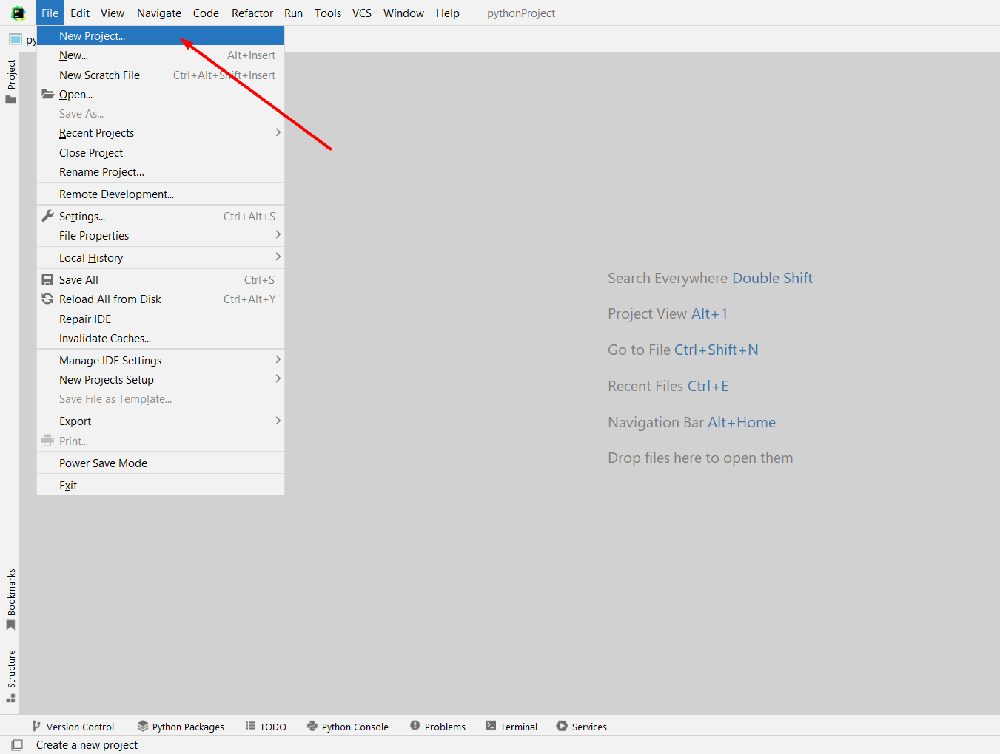 PC
File Edit View Navigate Code Refactor Run Tools VCS Window Help pythonProject
py
New Project...
New... Alt+Insert
New Scratch File Ctrl+Alt+Shift+Insert
Open...
Save As...
Recent Projects
Close Project
Rename Project...
Remote Development...
Settings... Ctrl+Alt+S
File Properties
Local History
Save All Ctrl+S
Reload All from Disk Ctrl+Alt+Y
Repair IDE
Invalidate Caches...
Manage IDE Settings
New Projects Setup
Save File as Template...
Export
Print...
Power Save Mode
Exit
Project
Bookmarks
Structure
Search Everywhere Double Shift
Project View Alt+1
Go to File Ctrl+Shift+N
Recent Files Ctrl+E
Navigation Bar Alt+Home
Drop files here to open them
Version Control Python Packages TODO Python Console Problems Terminal Services
Create a new project